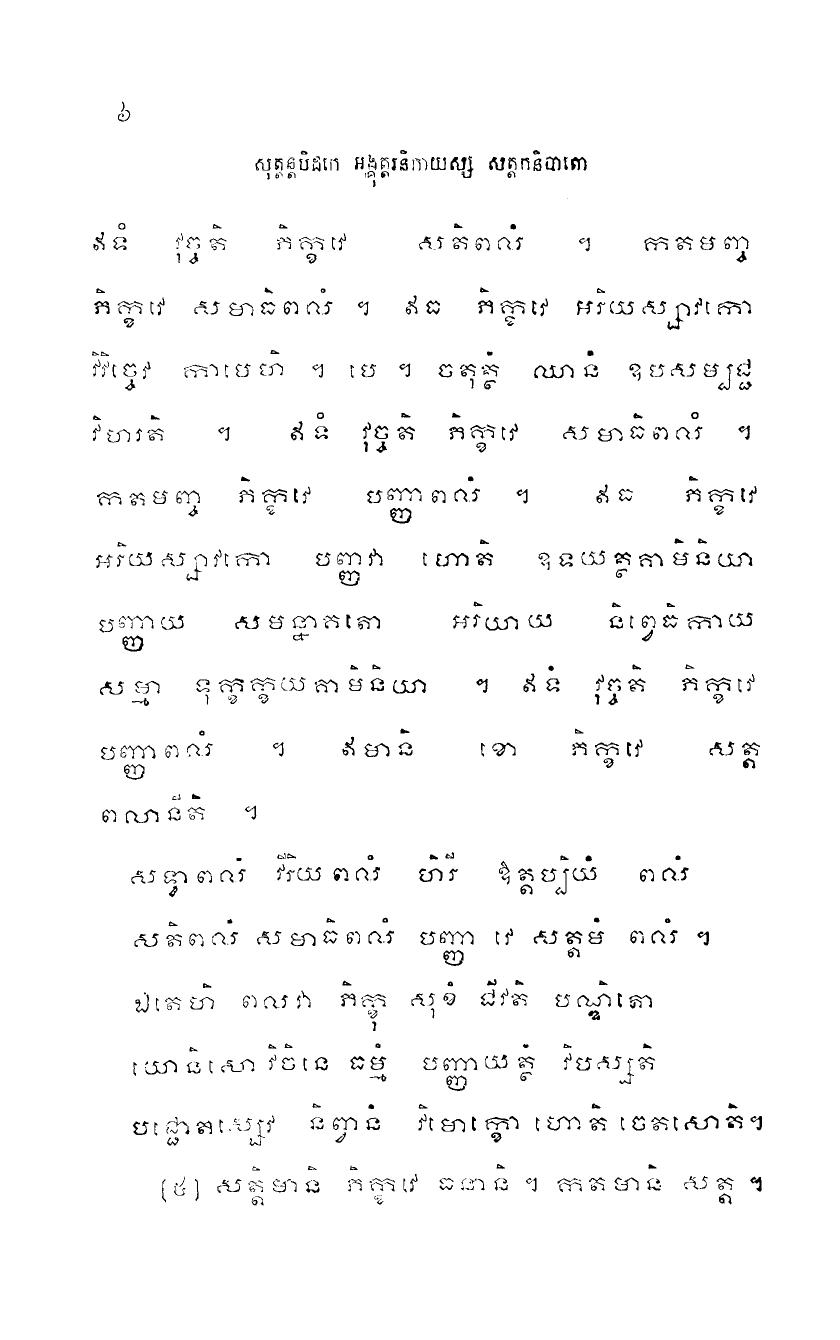 ៦
សុត្តន្តបិដកេ អង្គុត្តរនិកាយស្ស សត្តកនិបាតោ
ឥទំ វុច្ចតិ ភិក្ខវេ សតិពលំ ។ កតមញ្ច
ភិក្ខវេ សមាធិពលំ ។ ឥធ ភិក្ខវេ អរិយស្សាវកោ
វិវិច្ចេវ កាមេហិ ។ បេ ។ ចតុត្ថំ ឈានំ ឧបសម្បជ្ជ
វិហរតិ ។ ឥទំ វុច្ចតិ ភិក្ខវេ សមាធិពលំ ។
កតមញ្ច ភិក្ខវេ បញ្ញាពលំ ។ ឥធ ភិក្ខវេ
អរិយស្សាវកោ បញ្ញវា ហោតិ ឧទយត្ថគាមិនិយា
បញ្ញាយ សមន្នាគតោ អរិយាយ និព្វេធិកាយ
សម្មា ទុក្ខក្ខយគាមិនិយា ។ ឥទំ វុច្ចតិ ភិក្ខវេ
បញ្ញាពលំ ។ ឥមានិ ខោ ភិក្ខវេ សត្ត
ពលានីតិ ។
សទ្ធាពលំ វីរិយពលំ ហិរី ឱត្តប្បិយំ ពលំ
សតិពលំ សមាធិពលំ បញ្ញា វេ សត្តមំ ពលំ ។
ឯតេហិ ពលវា ភិក្ខុ សុខំ ជីវតិ បណ្ឌិតោ
យោនិសោ វិចិនេ ធម្មំ បញ្ញាយត្ថំ វិបស្សតិ
បជ្ជោតស្សេវ និព្វានំ វិមោក្ខោ ហោតិ ចេតសោតិ។
(៥) សត្តិមានិ ភិក្ខវេ ធនានិ ។ កតមានិ សត្ត ។